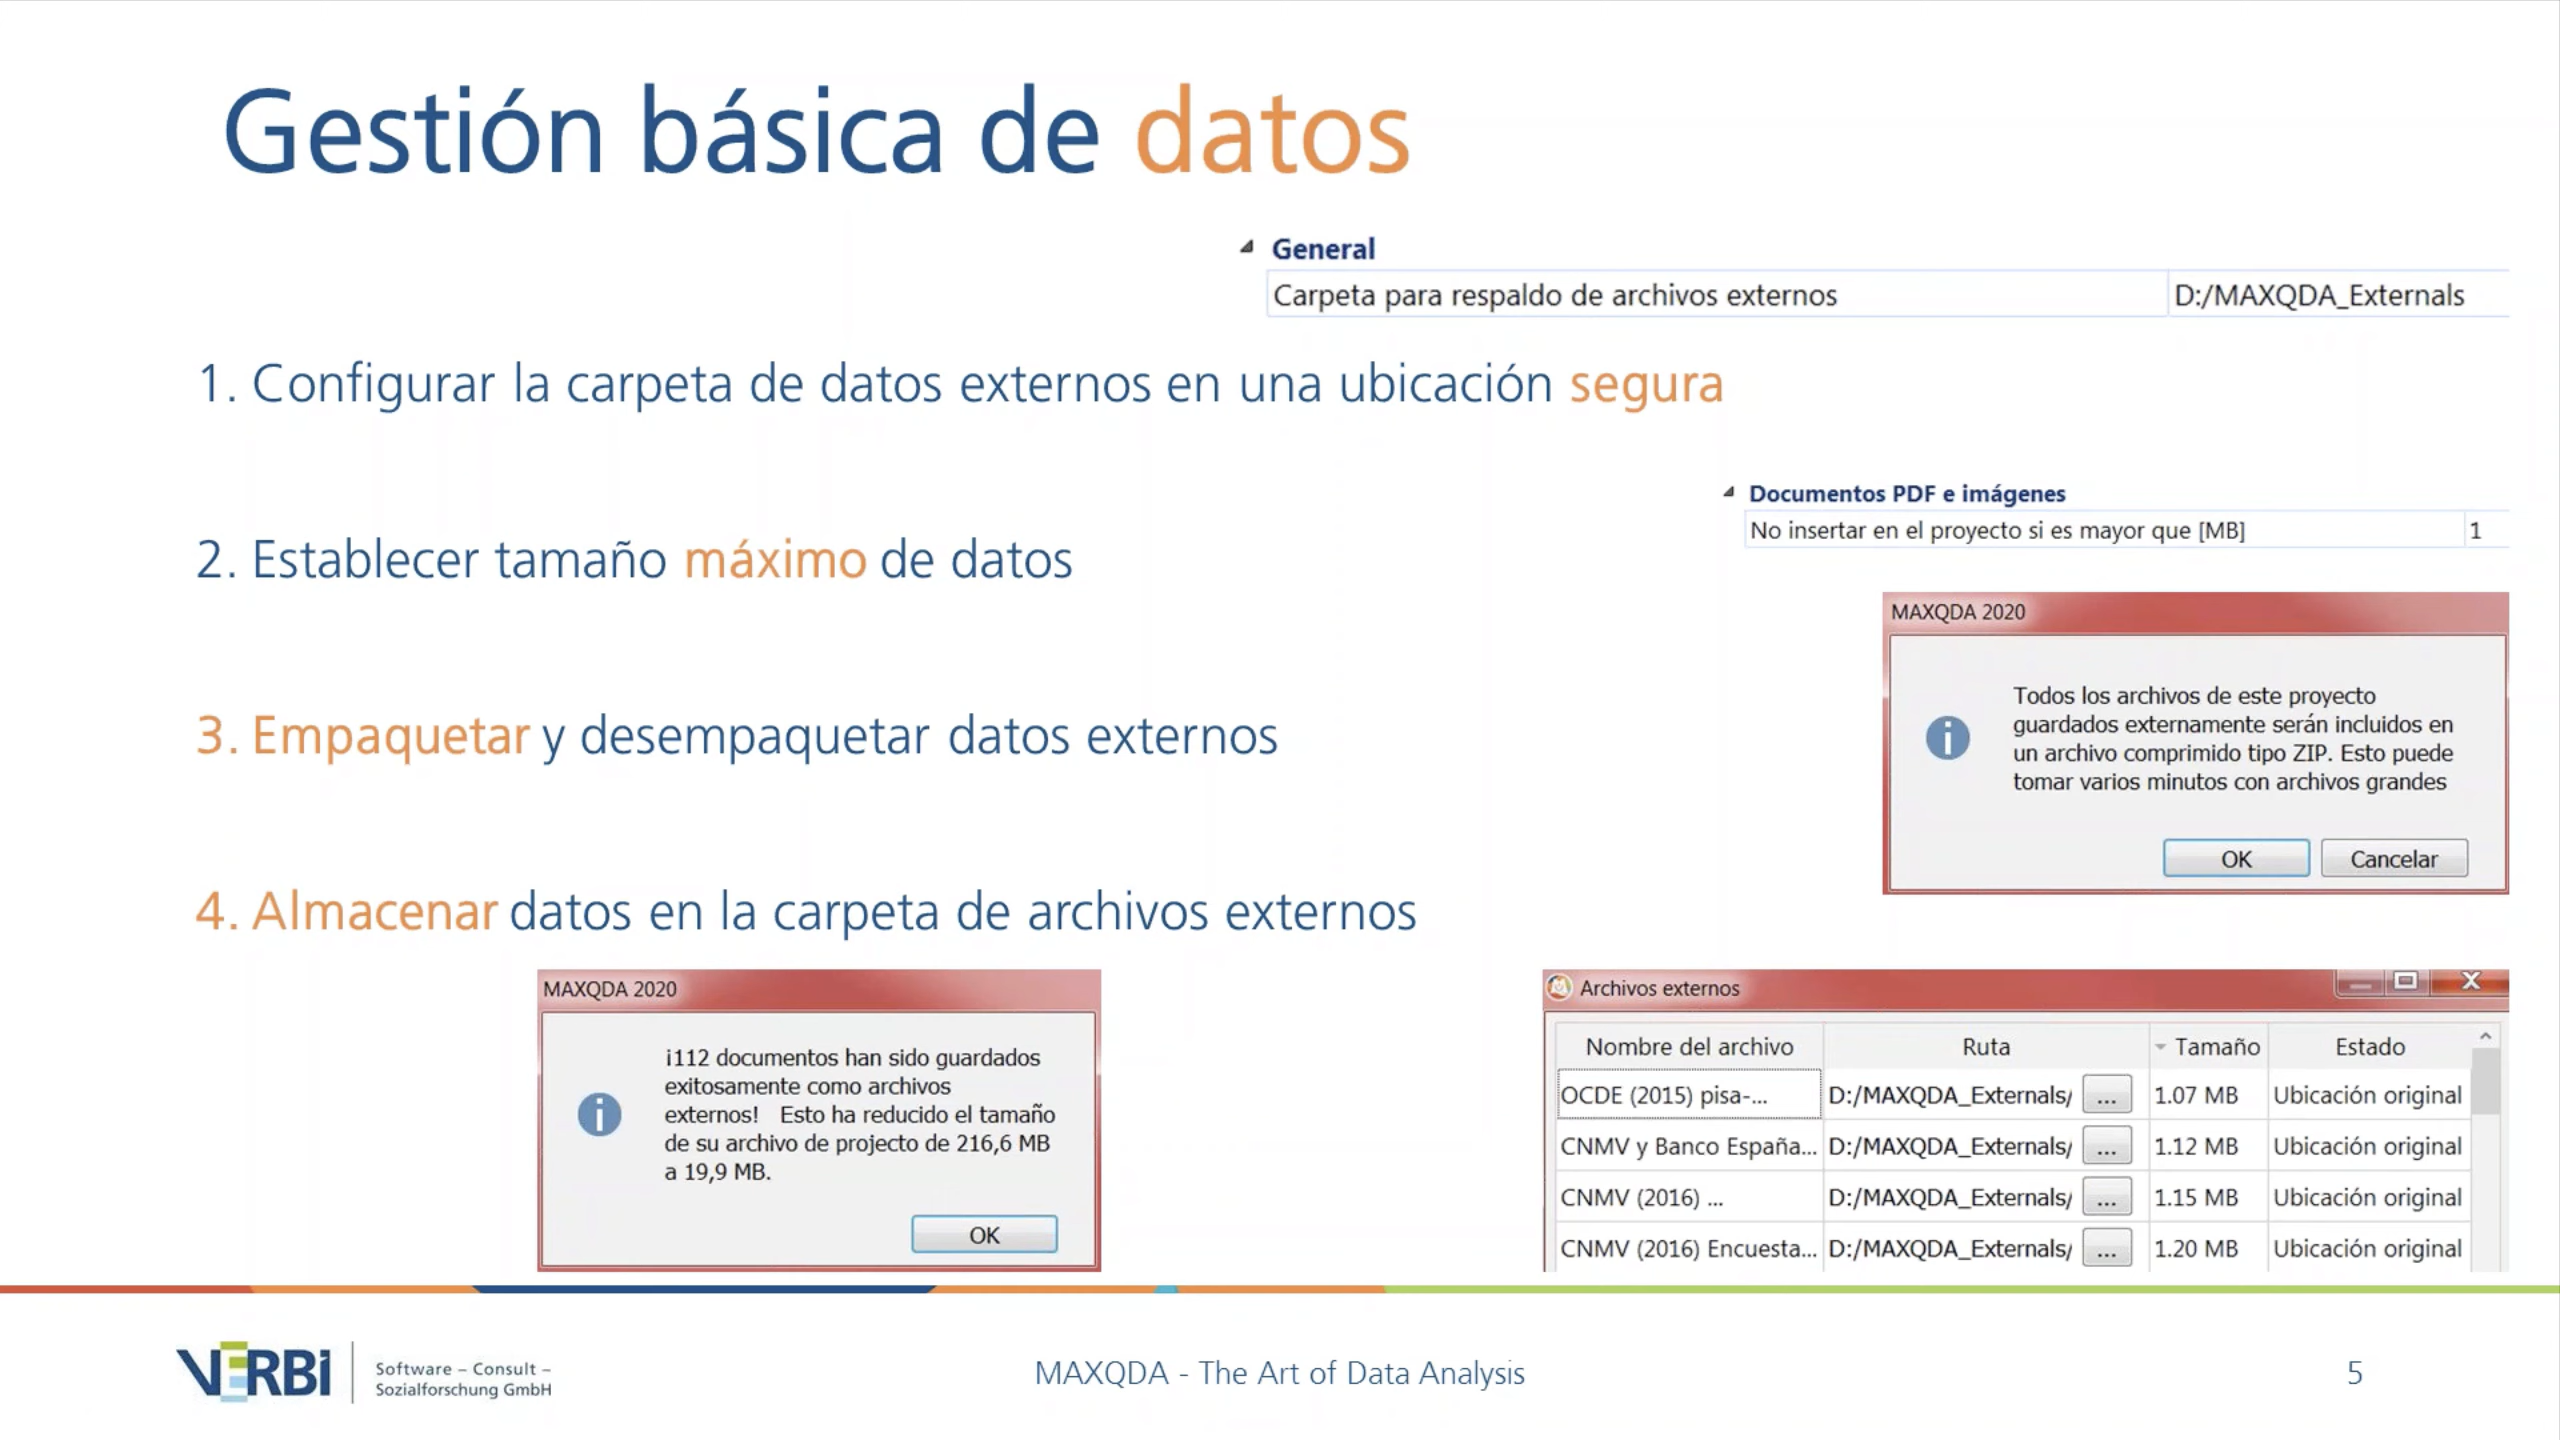 Gestión básica de datos
General
Carpeta para respaldo de archivos externos D:/MAXQDA_Externals
1. Configurar la carpeta de datos externos en una ubicación segura
Documentos PDF e imágenes
No insertar en el proyecto si es mayor que [MB] 1
2. Establecer tamaño máximo de datos
MAXQDA 2020
Todos los archivos de este proyecto
guardados externamente serán incluidos en
un archivo comprimido tipo ZIP. Esto puede
tomar varios minutos con archivos grandes
OK Cancelar
3. Empaquetar y desempaquetar datos externos
4. Almacenar datos en la carpeta de archivos externos
MAXQDA 2020
¡112 documentos han sido guardados
exitosamente como archivos
externos! Esto ha reducido el tamaño
de su archivo de projecto de 216,6 MB
a 19,9 MB.
OK
Archivos externos
Nombre del archivo Ruta Tamaño Estado
OCDE (2015) pisa-... D:/MAXQDA_Externals/ ... 1.07 MB Ubicación original
CNMV y Banco España... D:/MAXQDA_Externals/ ... 1.12 MB Ubicación original
CNMV (2016) ... D:/MAXQDA_Externals/ ... 1.15 MB Ubicación original
CNMV (2016) Encuesta... D:/MAXQDA_Externals/ ... 1.20 MB Ubicación original
VERBI Software – Consult –
Sozialforschung GmbH
MAXQDA - The Art of Data Analysis
5